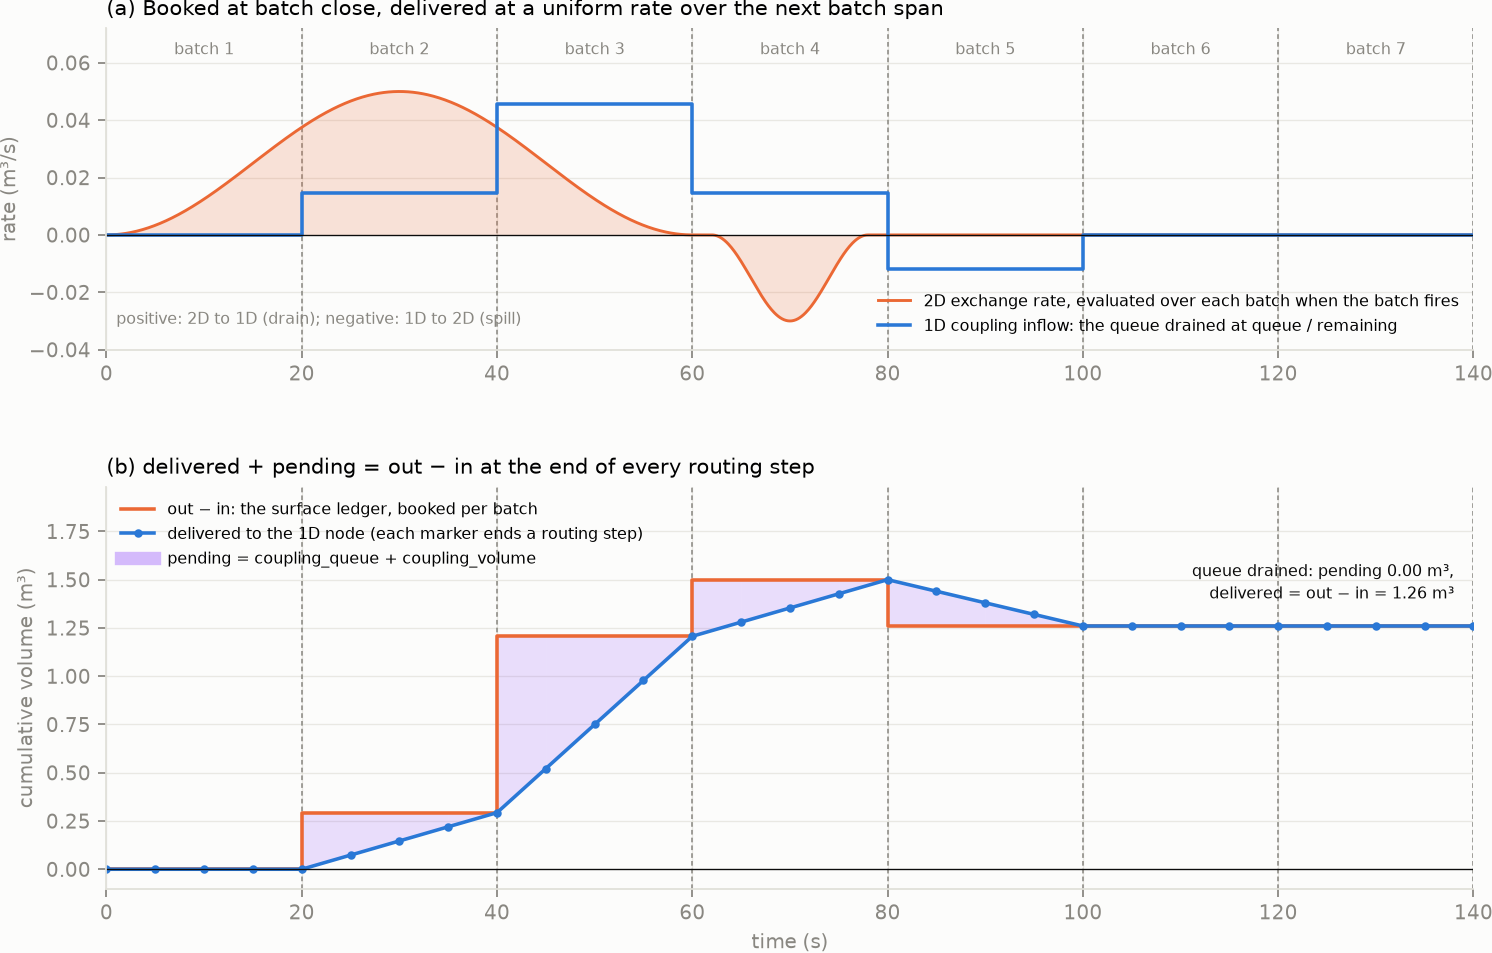 (a) Booked at batch close, delivered at a uniform rate over the next batch span
batch 1 batch 2 batch 3 batch 4 batch 5 batch 6 batch 7
rate (m³/s)
0.06
0.04
0.02
0.00
−0.02
−0.04
2D exchange rate, evaluated over each batch when the batch fires
1D coupling inflow: the queue drained at queue / remaining
positive: 2D to 1D (drain); negative: 1D to 2D (spill)
0 20 40 60 80 100 120 140
(b) delivered + pending = out − in at the end of every routing step
out − in: the surface ledger, booked per batch
delivered to the 1D node (each marker ends a routing step)
pending = coupling_queue + coupling_volume
queue drained: pending 0.00 m³,
delivered = out − in = 1.26 m³
cumulative volume (m³)
1.75
1.50
1.25
1.00
0.75
0.50
0.25
0.00
0 20 40 60 80 100 120 140
time (s)